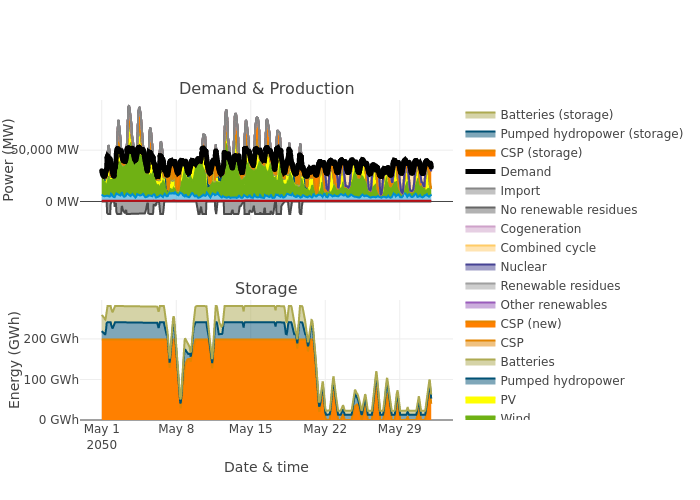 Demand & Production
Power (MW)
50,000 MW
0 MW
Storage
Energy (GWh)
200 GWh
100 GWh
0 GWh
May 1
2050
May 8
May 15
May 22
May 29
Date & time
Batteries (storage)
Pumped hydropower (storage)
CSP (storage)
Demand
Import
No renewable residues
Cogeneration
Combined cycle
Nuclear
Renewable residues
Other renewables
CSP (new)
CSP
Batteries
Pumped hydropower
PV
Wind